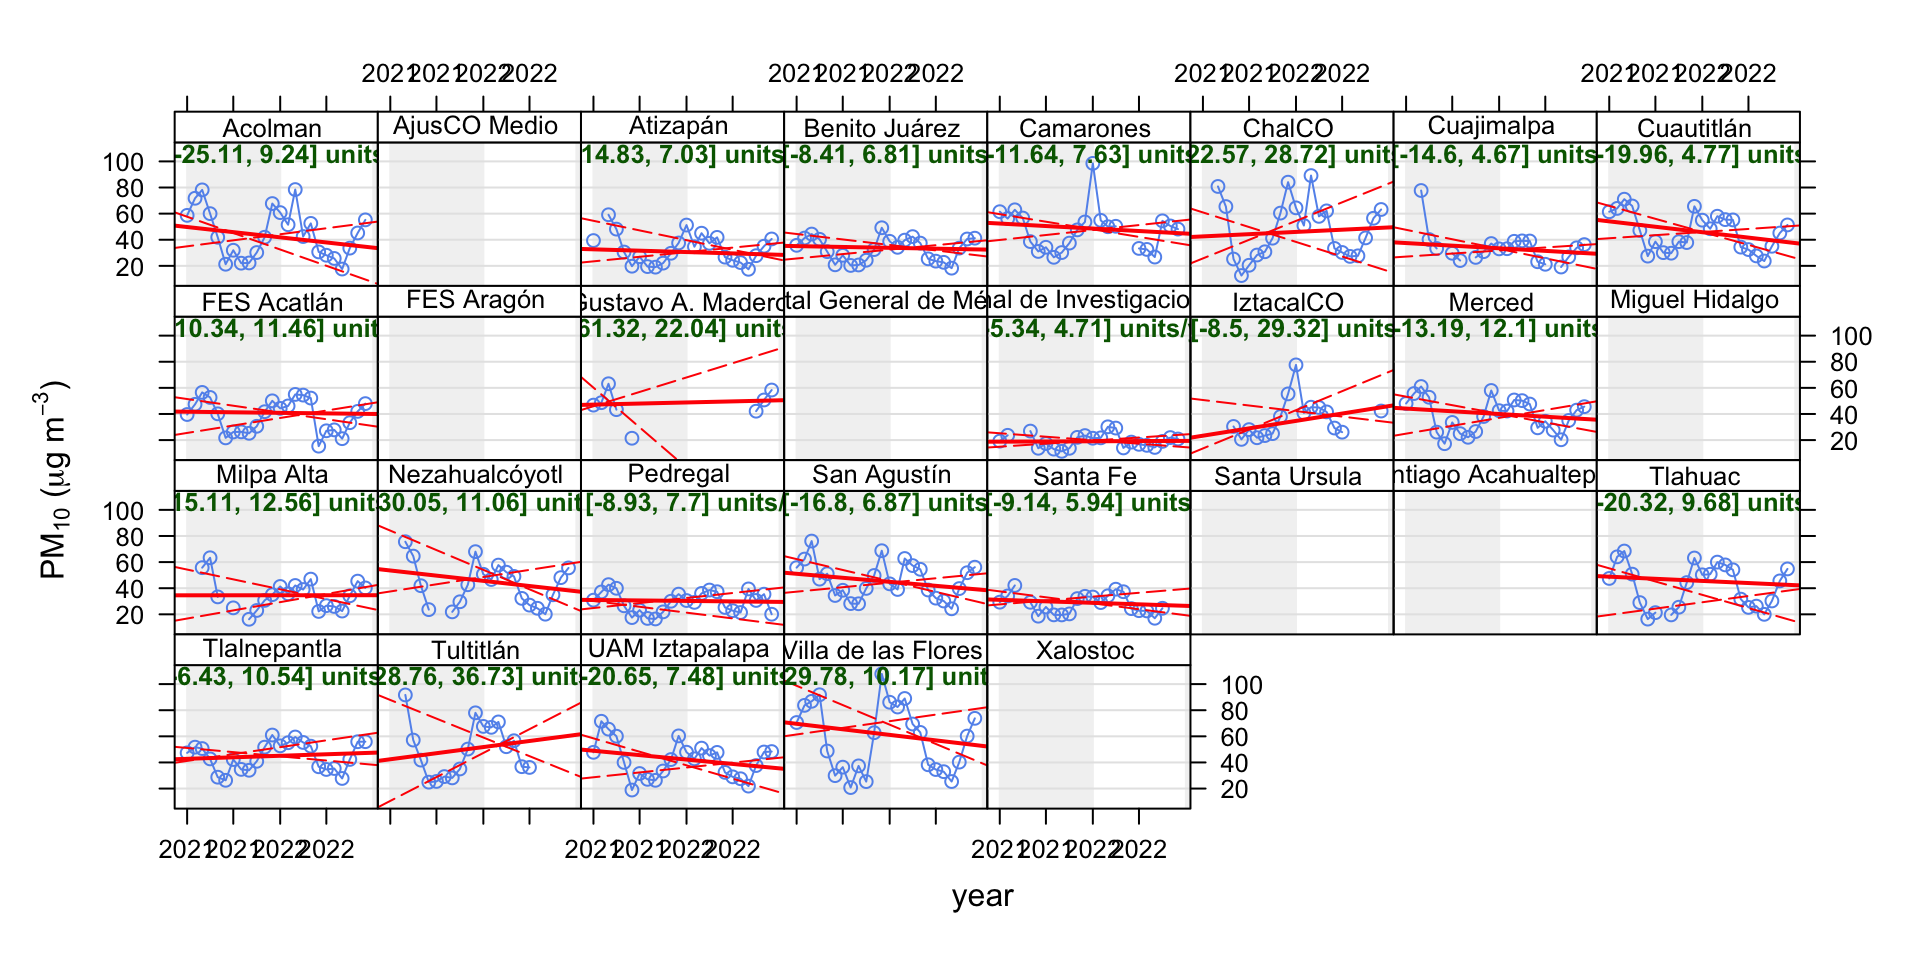 2021 2021 2022 2022 2021 2021 2022 2022 2021 2021 2022 2022 2021 2021 2022 2022
Acolman AjusCO Medio Atizapán Benito Juárez Camarones ChalCO Cuajimalpa Cuautitlán
-25.11, 9.24] units 14.83, 7.03] units [-8.41, 6.81] units -11.64, 7.63] units 22.57, 28.72] unit [-14.6, 4.67] units -19.96, 4.77] units
100
80
60
40
20
FES Acatlán FES Aragón Gustavo A. Madero tal General de Mé nal de Investigacio IztacalCO Merced Miguel Hidalgo
10.34, 11.46] unit 61.32, 22.04] units 5.34, 4.71] units/ [-8.5, 29.32] units -13.19, 12.1] units
100
80
60
40
20
Milpa Alta Nezahualcóyotl Pedregal San Agustín Santa Fe Santa Ursula ntiago Acahualtep Tlahuac
15.11, 12.56] unit 30.05, 11.06] unit [-8.93, 7.7] units/ [-16.8, 6.87] units [-9.14, 5.94] units -20.32, 9.68] units
100
80
60
40
20
Tlalnepantla Tultitlán UAM Iztapalapa Villa de las Flores Xalostoc
-6.43, 10.54] units 28.76, 36.73] unit -20.65, 7.48] units 29.78, 10.17] unit
100
80
60
40
20
2021 2021 2022 2022 2021 2021 2022 2022 2021 2021 2022 2022
year
PM₁₀ (µg m⁻³)